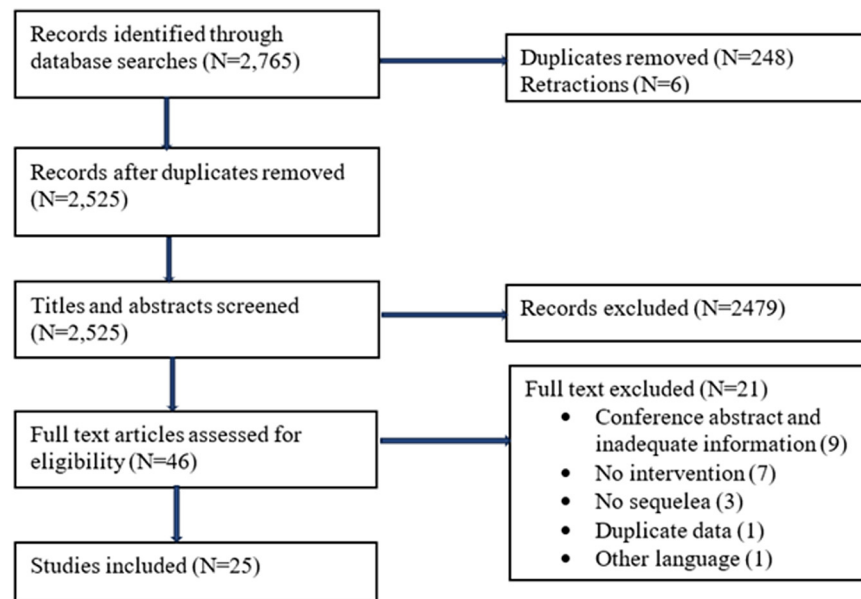 Records identified through
database searches (N=2,765)
Duplicates removed (N=248)
Retractions (N=6)
Records after duplicates removed
(N=2,525)
Titles and abstracts screened
(N=2,525)
Records excluded (N=2479)
Full text articles assessed for
eligibility (N=46)
Full text excluded (N=21)
• Conference abstract and
inadequate information (9)
• No intervention (7)
• No sequelea (3)
• Duplicate data (1)
• Other language (1)
Studies included (N=25)